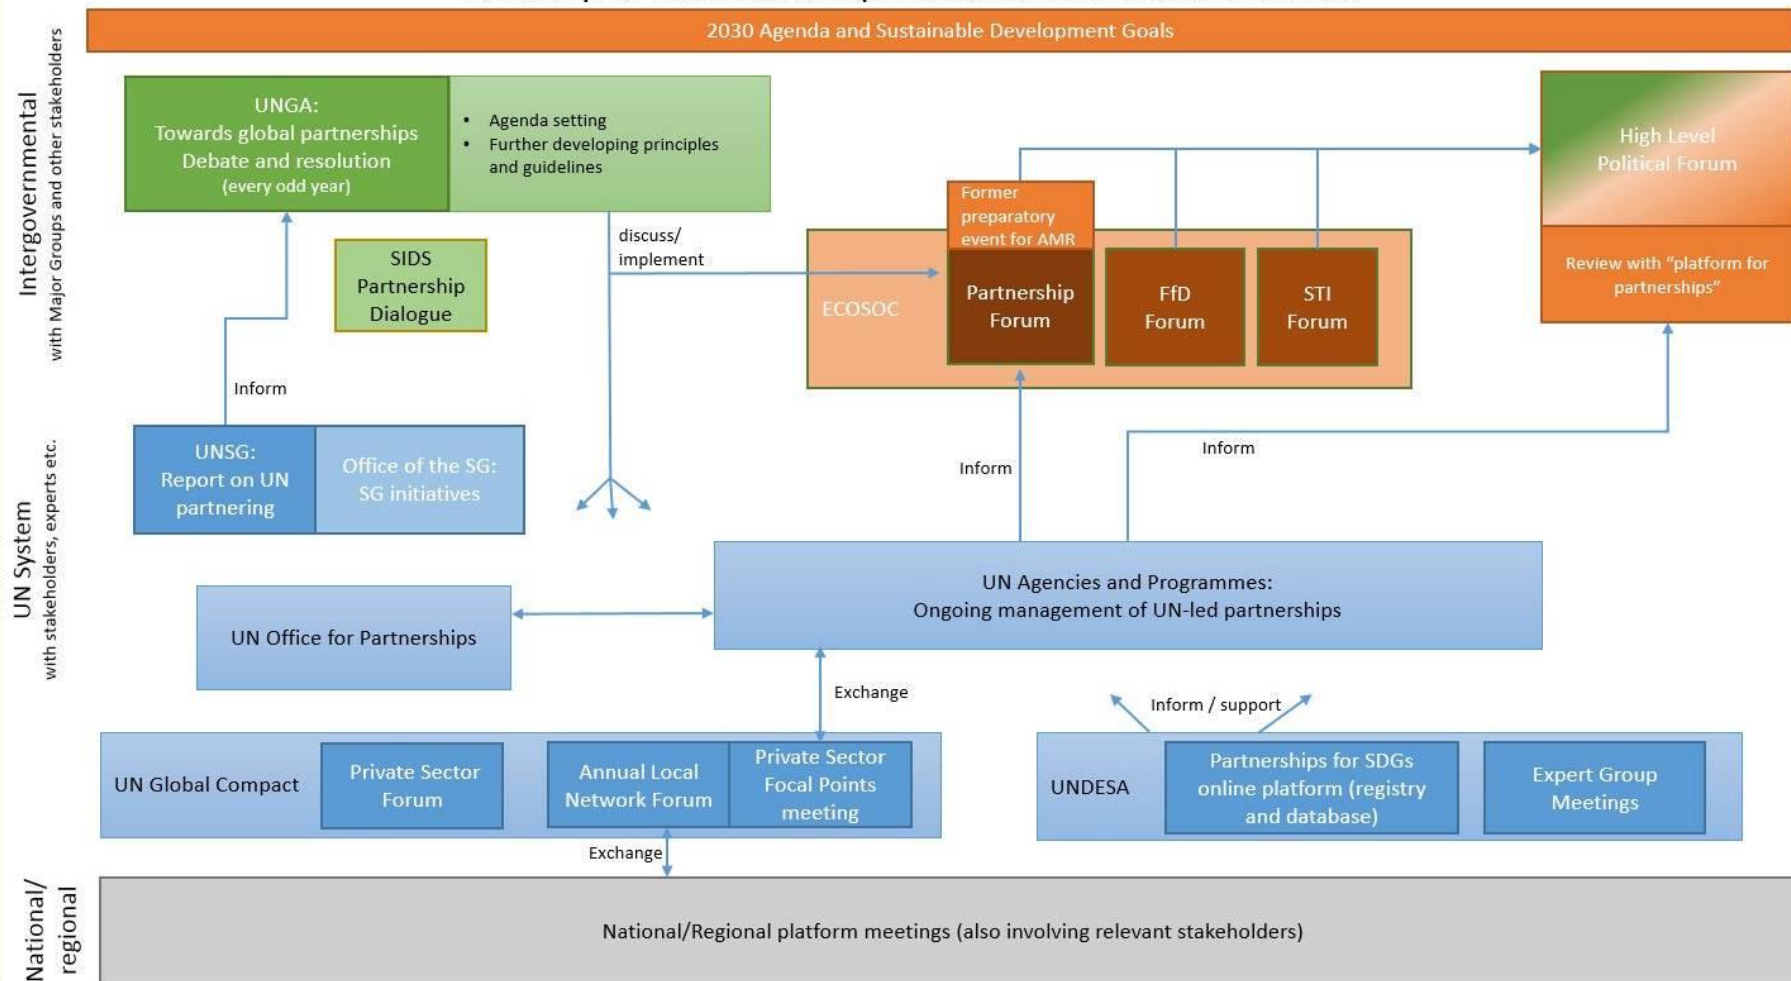 2030 Agenda and Sustainable Development Goals
Intergovernmental
with Major Groups and other stakeholders
UNGA:
Towards global partnerships
Debate and resolution
(every odd year)
• Agenda setting
• Further developing principles
and guidelines
SIDS
Partnership
Dialogue
discuss/
implement
ECOSOC
Former
preparatory
event for AMR
Partnership
Forum
FfD
Forum
STI
Forum
High Level
Political Forum
Review with “platform for
partnerships”
Inform
UN System
with stakeholders, experts etc.
UNSG:
Report on UN
partnering
Office of the SG:
SG initiatives
Inform
Inform
UN Agencies and Programmes:
Ongoing management of UN-led partnerships
UN Office for Partnerships
Exchange
Inform / support
UN Global Compact
Private Sector
Forum
Annual Local
Network Forum
Private Sector
Focal Points
meeting
UNDESA
Partnerships for SDGs
online platform (registry
and database)
Expert Group
Meetings
Exchange
National/
regional
National/Regional platform meetings (also involving relevant stakeholders)